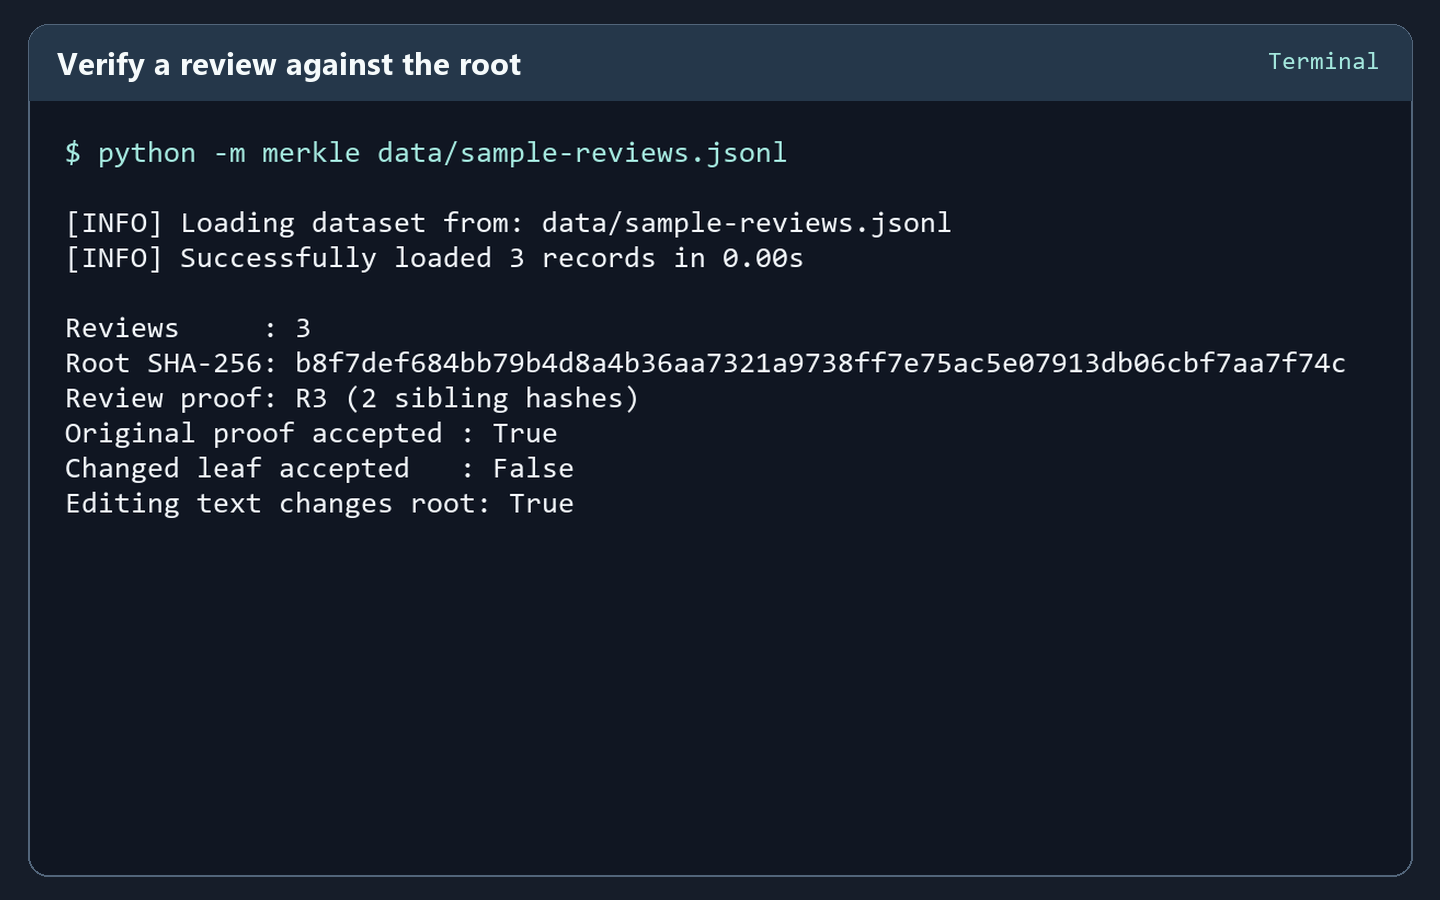 Verify a review against the root
Terminal
$ python -m merkle data/sample-reviews.jsonl
[INFO] Loading dataset from: data/sample-reviews.jsonl
[INFO] Successfully loaded 3 records in 0.00s
Reviews     : 3
Root SHA-256: b8f7def684bb79b4d8a4b36aa7321a9738ff7e75ac5e07913db06cbf7aa7f74c
Review proof: R3 (2 sibling hashes)
Original proof accepted : True
Changed leaf accepted   : False
Editing text changes root: True